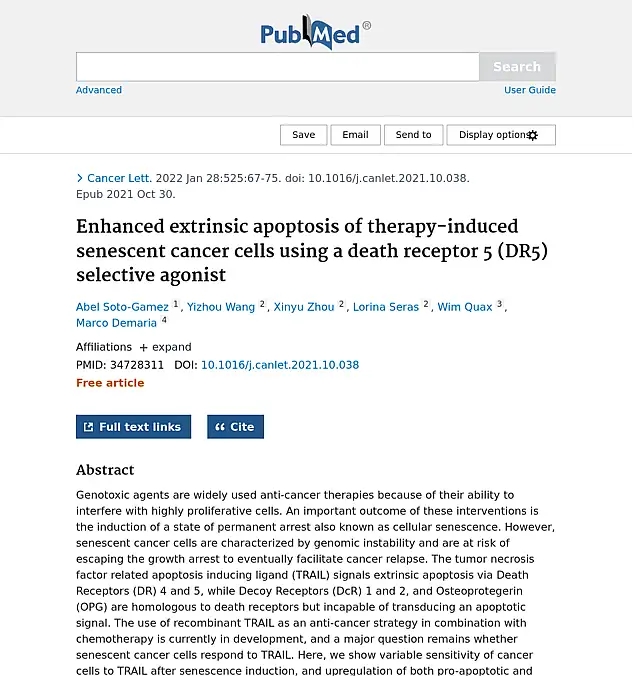 PubMed®
Search
Advanced
User Guide
Save
Email
Send to
Display options
Cancer Lett. 2022 Jan 28:525:67-75. doi: 10.1016/j.canlet.2021.10.038.
Epub 2021 Oct 30.
Enhanced extrinsic apoptosis of therapy-induced
senescent cancer cells using a death receptor 5 (DR5)
selective agonist
Abel Soto-Gamez 1, Yizhou Wang 2, Xinyu Zhou 2, Lorina Seras 2, Wim Quax 3,
Marco Demaria 4
Affiliations + expand
PMID: 34728311 DOI: 10.1016/j.canlet.2021.10.038
Free article
Full text links
Cite
Abstract
Genotoxic agents are widely used anti-cancer therapies because of their ability to
interfere with highly proliferative cells. An important outcome of these interventions is
the induction of a state of permanent arrest also known as cellular senescence. However,
senescent cancer cells are characterized by genomic instability and are at risk of
escaping the growth arrest to eventually facilitate cancer relapse. The tumor necrosis
factor related apoptosis inducing ligand (TRAIL) signals extrinsic apoptosis via Death
Receptors (DR) 4 and 5, while Decoy Receptors (DcR) 1 and 2, and Osteoprotegerin
(OPG) are homologous to death receptors but incapable of transducing an apoptotic
signal. The use of recombinant TRAIL as an anti-cancer strategy in combination with
chemotherapy is currently in development, and a major question remains whether
senescent cancer cells respond to TRAIL. Here, we show variable sensitivity of cancer
cells to TRAIL after senescence induction, and upregulation of both pro-apoptotic and